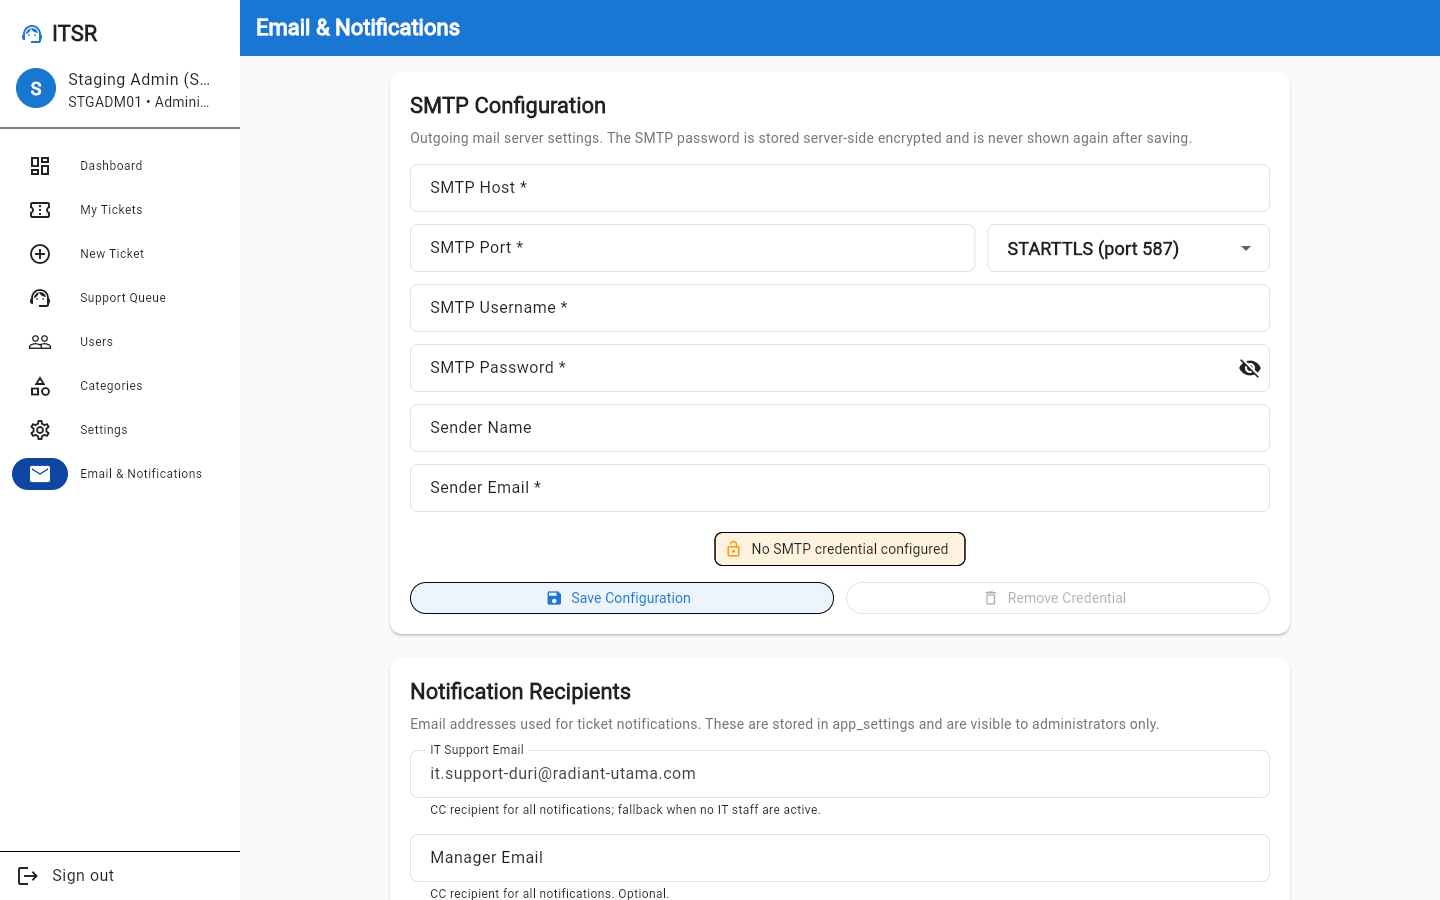 ITSR
S
Staging Admin (S...
STGADM01 • Admini...
Dashboard
My Tickets
New Ticket
Support Queue
Users
Categories
Settings
Email & Notifications
Sign out
Email & Notifications
SMTP Configuration
Outgoing mail server settings. The SMTP password is stored server-side encrypted and is never shown again after saving.
SMTP Host *
SMTP Port *
STARTTLS (port 587)
SMTP Username *
SMTP Password *
Sender Name
Sender Email *
No SMTP credential configured
Save Configuration
Remove Credential
Notification Recipients
Email addresses used for ticket notifications. These are stored in app_settings and are visible to administrators only.
IT Support Email
it.support-duri@radiant-utama.com
CC recipient for all notifications; fallback when no IT staff are active.
Manager Email
CC recipient for all notifications. Optional.